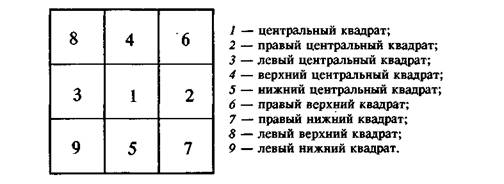 8 4 6
3 1 2
9 5 7
1 — центральный квадрат;
2 — правый центральный квадрат;
3 — левый центральный квадрат;
4 — верхний центральный квадрат;
5 — нижний центральный квадрат;
6 — правый верхний квадрат;
7 — правый нижний квадрат;
8 — левый верхний квадрат;
9 — левый нижний квадрат.